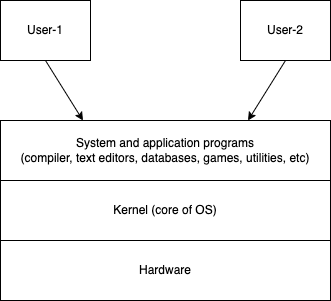 User-1
User-2
System and application programs
(compiler, text editors, databases, games, utilities, etc)
Kernel (core of OS)
Hardware